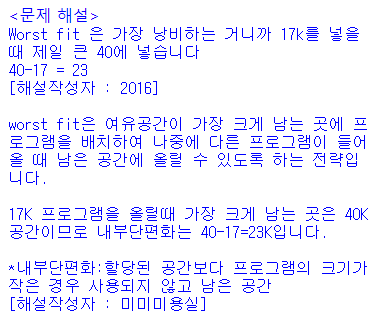 <문제 해설>
Worst fit 은 가장 낭비하는 거니까 17k를 넣을
때 제일 큰 40에 넣습니다
40-17 = 23
[해설작성자 : 2016]
worst fit은 여유공간이 가장 크게 남는 곳에 프
로그램을 배치하여 나중에 다른 프로그램이 들어
올 때 남은 공간에 올릴 수 있도록 하는 전략입
니다.
17K 프로그램을 올릴때 가장 크게 남는 곳은 40K
공간이므로 내부단편화는 40-17=23K입니다.
*내부단편화:할당된 공간보다 프로그램의 크기가
작은 경우 사용되지 않고 남은 공간
[해설작성자 : 미미미용실]